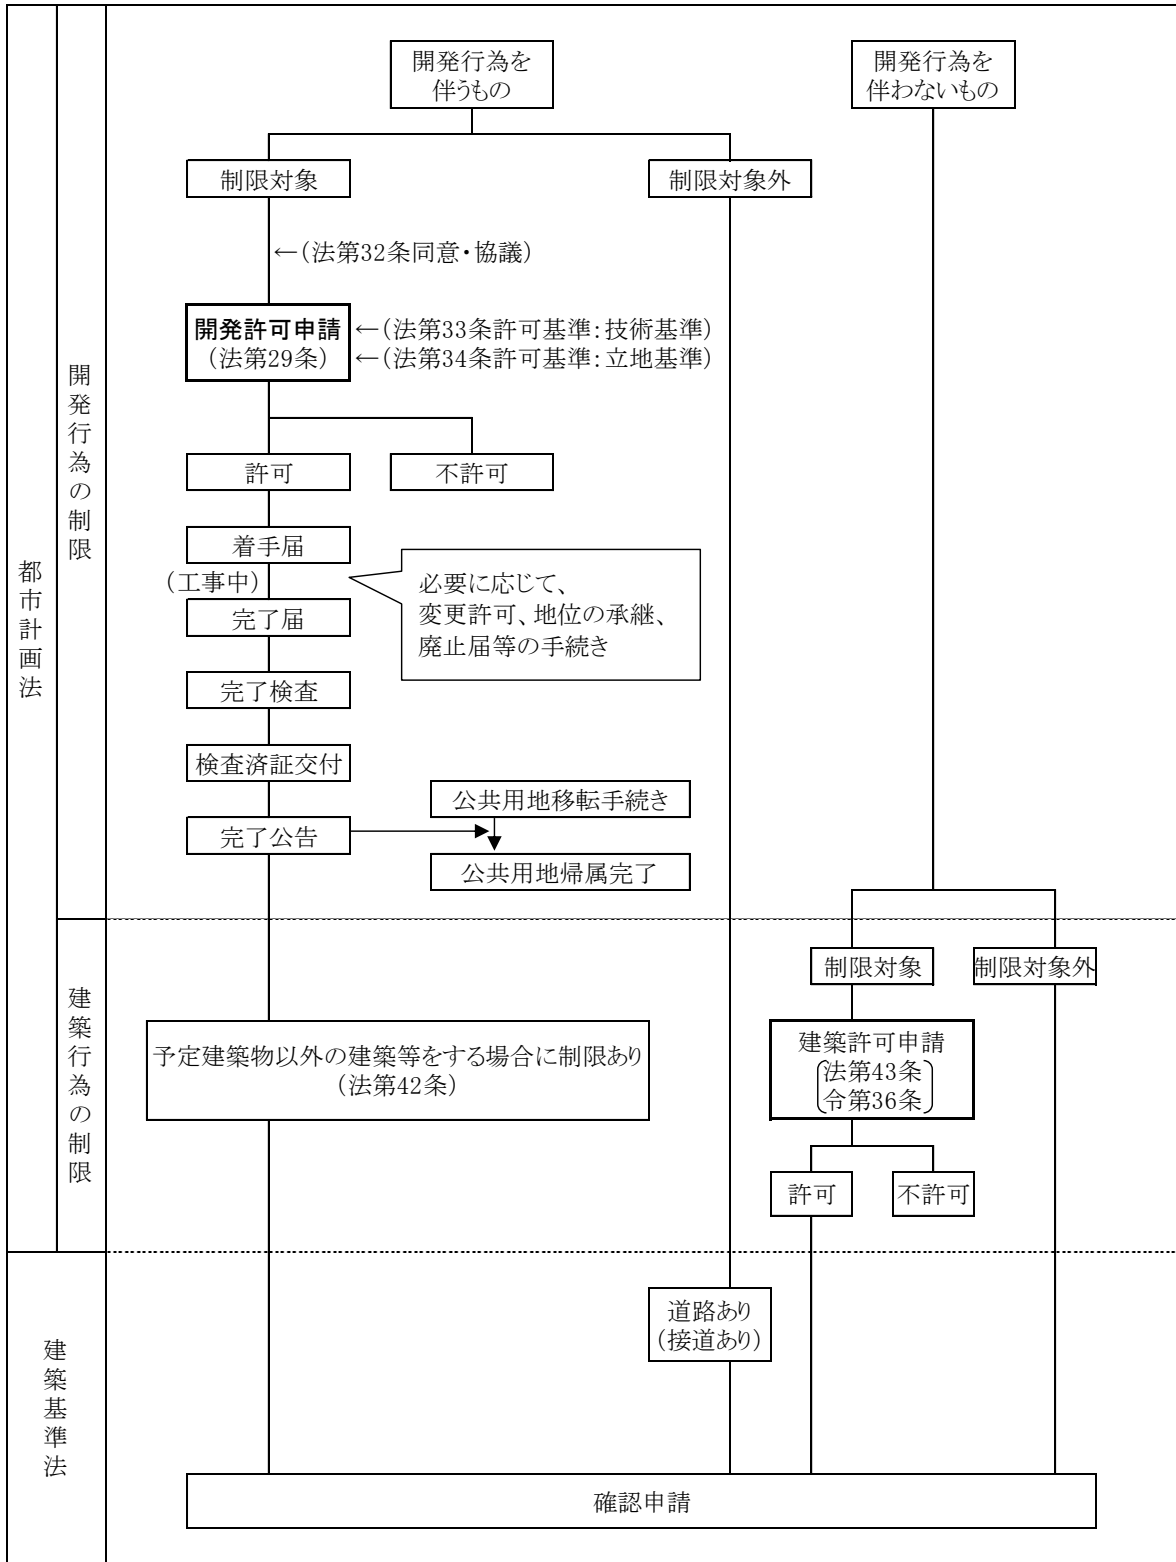 開発行為を
伴うもの
開発行為を
伴わないもの
制限対象
制限対象外
←(法第32条同意・協議)
開発許可申請
(法第29条)
←(法第33条許可基準:技術基準)
←(法第34条許可基準:立地基準)
許可
不許可
着手届
(工事中)
必要に応じて、
変更許可、地位の承継、
廃止届等の手続き
完了届
完了検査
検査済証交付
公共用地移転手続き
完了公告
公共用地帰属完了
制限対象
制限対象外
予定建築物以外の建築等をする場合に制限あり
(法第42条)
建築許可申請
法第43条
令第36条
許可
不許可
道路あり
(接道あり)
確認申請
都市計画法
開発行為の制限
建築行為の制限
建築基準法